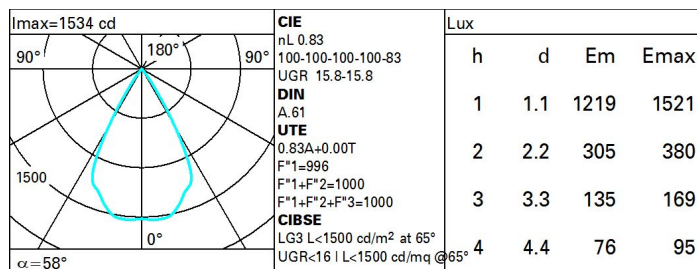 Imax=1534 cd
90°
180°
90°
1500
0°
α=58°
CIE
nL 0.83
100-100-100-100-83
UGR 15.8-15.8
DIN
A.61
UTE
0.83A+0.00T
F"1=996
F"1+F"2=1000
F"1+F"2+F"3=1000
CIBSE
LG3 L<1500 cd/m² at 65°
UGR<16 | L<1500 cd/mq @65°
Lux
h d Em Emax
1 1.1 1219 1521
2 2.2 305 380
3 3.3 135 169
4 4.4 76 95